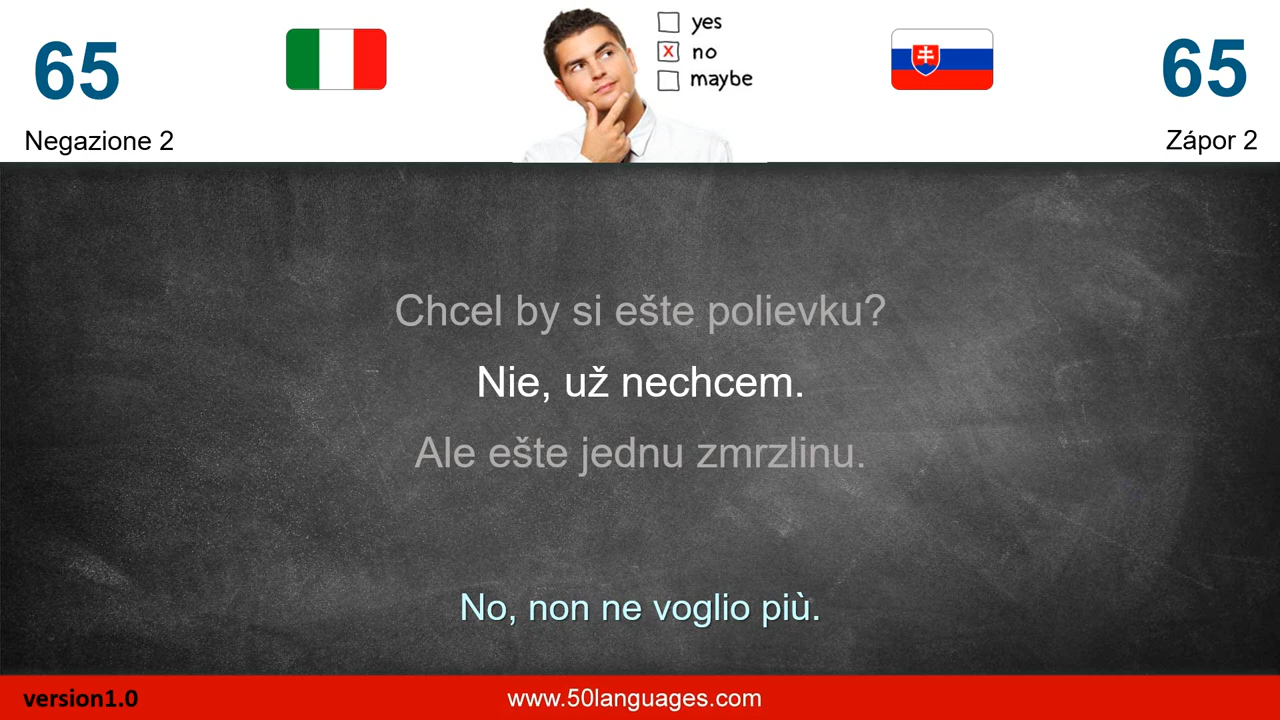 65
yes
no
maybe
65
Negazione 2
Zápor 2
Chcel by si ešte polievku?
Nie, už nechcem.
Ale ešte jednu zmrzlinu.
No, non ne voglio più.
version1.0
www.50languages.com